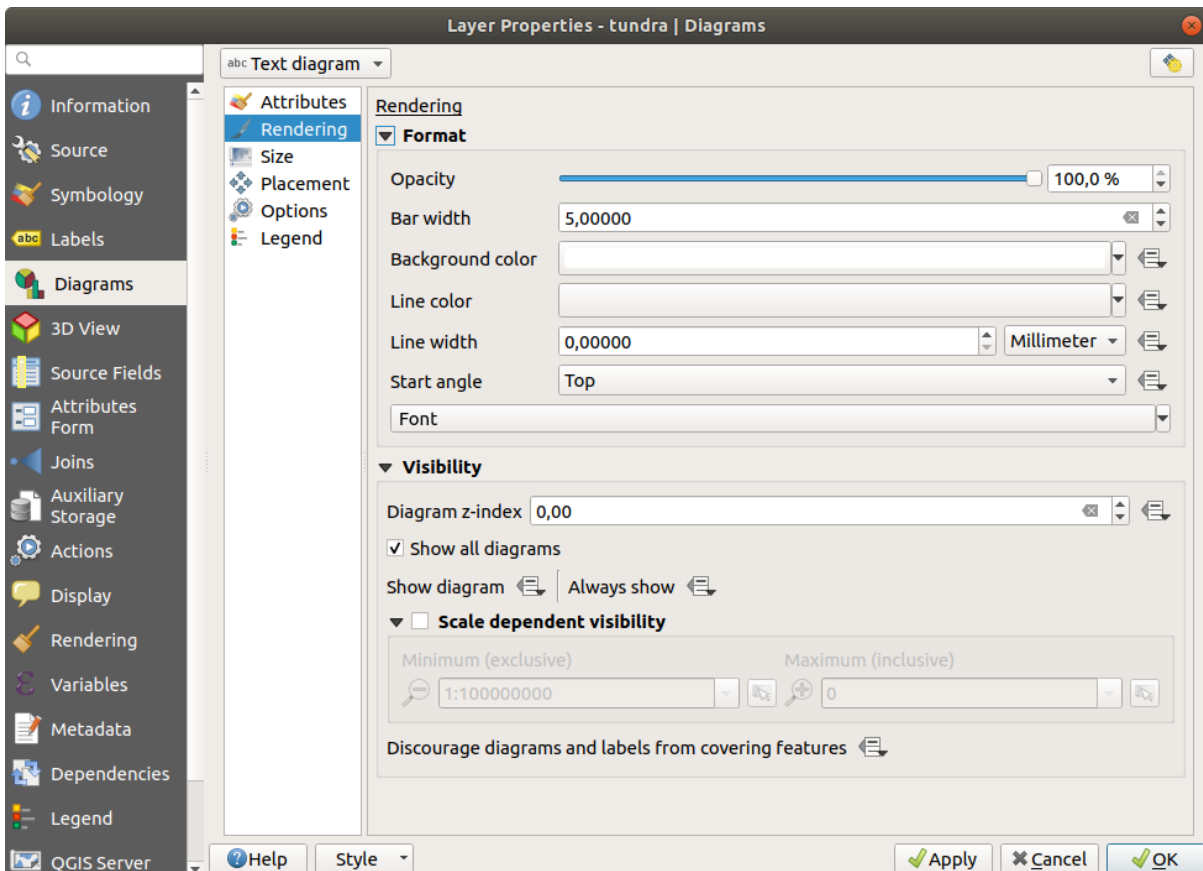 Layer Properties - tundra | Diagrams
abc Text diagram
Information
Source
Symbology
abc Labels
Diagrams
3D View
Source Fields
Attributes
Form
Joins
Auxiliary
Storage
Actions
Display
Rendering
Variables
Metadata
Dependencies
Legend
QGIS Server
Attributes
Rendering
Size
Placement
Options
Legend
Rendering
Format
Opacity 100,0 %
Bar width 5,00000
Background color
Line color
Line width 0,00000 Millimeter
Start angle Top
Font
Visibility
Diagram z-index 0,00
Show all diagrams
Show diagram Always show
Scale dependent visibility
Minimum (exclusive) Maximum (inclusive)
1:100000000 0
Discourage diagrams and labels from covering features
Help Style Apply Cancel OK